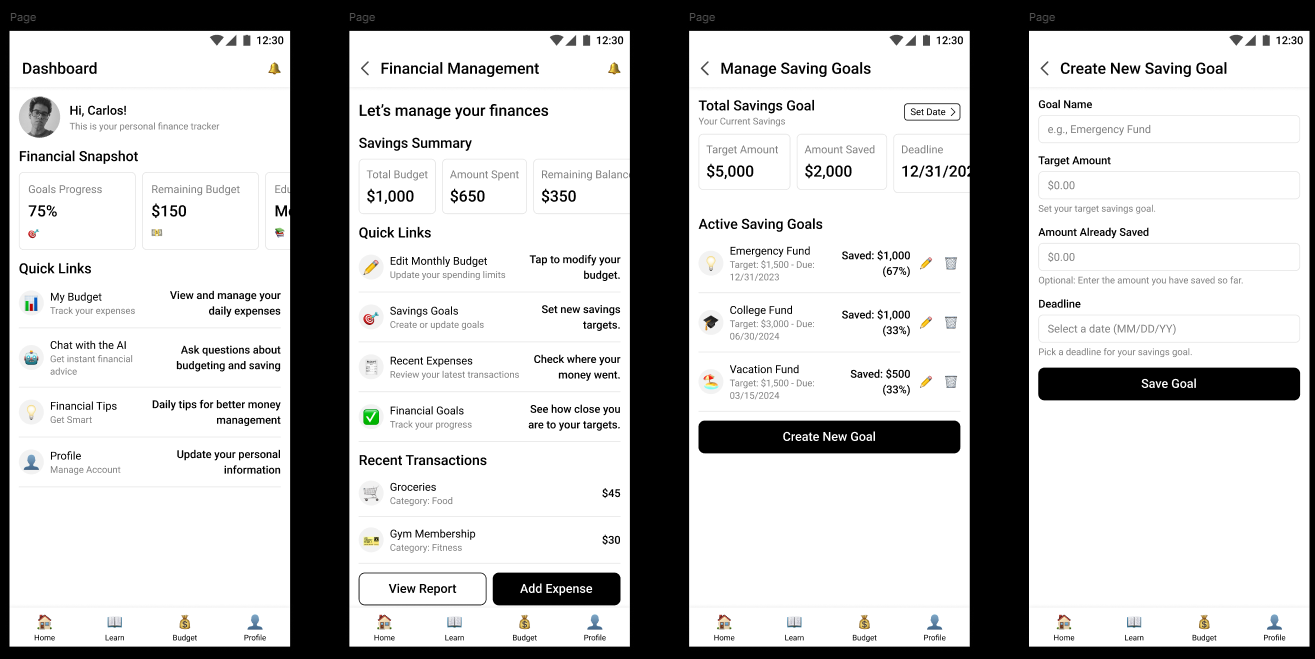 Page
12:30
Dashboard
Hi, Carlos!
This is your personal finance tracker
Financial Snapshot
Goals Progress
75%
Remaining Budget
$150
Edu
Quick Links
My Budget
Track your expenses
View and manage your
daily expenses
Chat with the AI
Get instant financial
advice
Ask questions about
budgeting and saving
Financial Tips
Get Smart
Daily tips for better money
management
Profile
Manage Account
Update your personal
information
Home
Learn
Budget
Profile
Page
12:30
Financial Management
Let's manage your finances
Savings Summary
Total Budget
$1,000
Amount Spent
$650
Remaining Balance
$350
Quick Links
Edit Monthly Budget
Update your spending limits
Tap to modify your
budget.
Savings Goals
Create or update goals
Set new savings
targets.
Recent Expenses
Review your latest transactions
Check where your
money went.
Financial Goals
Track your progress
See how close you
are to your targets.
Recent Transactions
Groceries
Category: Food
$45
Gym Membership
Category: Fitness
$30
View Report
Add Expense
Home
Learn
Budget
Profile
Page
12:30
Manage Saving Goals
Total Savings Goal
Your Current Savings
Set Date
Target Amount
$5,000
Amount Saved
$2,000
Deadline
12/31/202
Active Saving Goals
Emergency Fund
Target: $1,500 - Due:
12/31/2023
Saved: $1,000
(67%)
College Fund
Target: $3,000 - Due:
06/30/2024
Saved: $1,000
(33%)
Vacation Fund
Target: $1,500 - Due:
03/15/2024
Saved: $500
(33%)
Create New Goal
Home
Learn
Budget
Profile
Page
12:30
Create New Saving Goal
Goal Name
e.g., Emergency Fund
Target Amount
$0.00
Set your target savings goal.
Amount Already Saved
$0.00
Optional: Enter the amount you have saved so far.
Deadline
Select a date (MM/DD/YY)
Pick a deadline for your savings goal.
Save Goal
Home
Learn
Budget
Profile